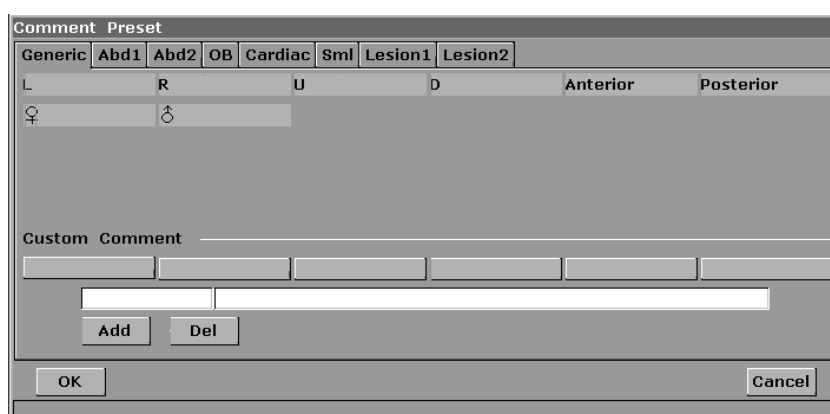 Comment Preset
Generic Abd1 Abd2 OB Cardiac Sml Lesion1 Lesion2
L R U D Anterior Posterior
♀ ♂
Custom Comment
Add Del
OK Cancel